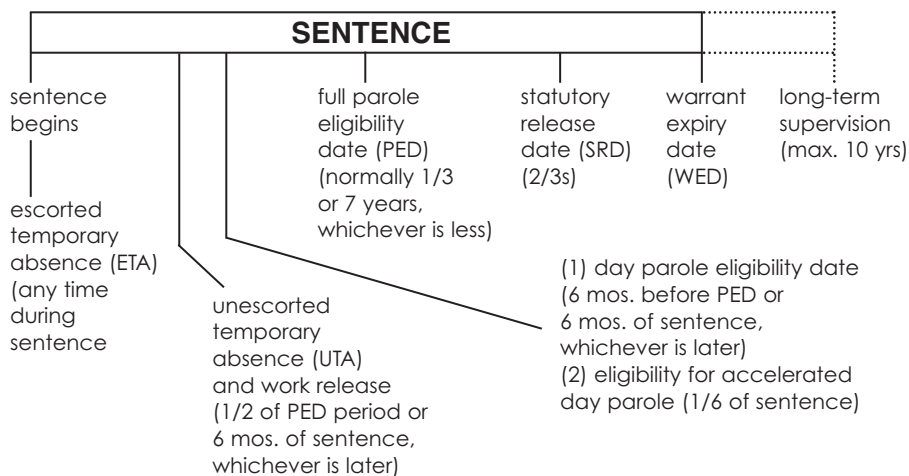 SENTENCE
sentence
begins
full parole
eligibility
date (PED)
(normally 1/3
or 7 years,
whichever is less)
statutory
release
date (SRD)
(2/3s)
warrant
expiry
date
(WED)
long-term
supervision
(max. 10 yrs)
escorted
temporary
absence (ETA)
(any time
during
sentence
unescorted
temporary
absence (UTA)
and work release
(1/2 of PED period or
6 mos. of sentence,
whichever is later)
(1) day parole eligibility date
(6 mos. before PED or
6 mos. of sentence,
whichever is later)
(2) eligibility for accelerated
day parole (1/6 of sentence)